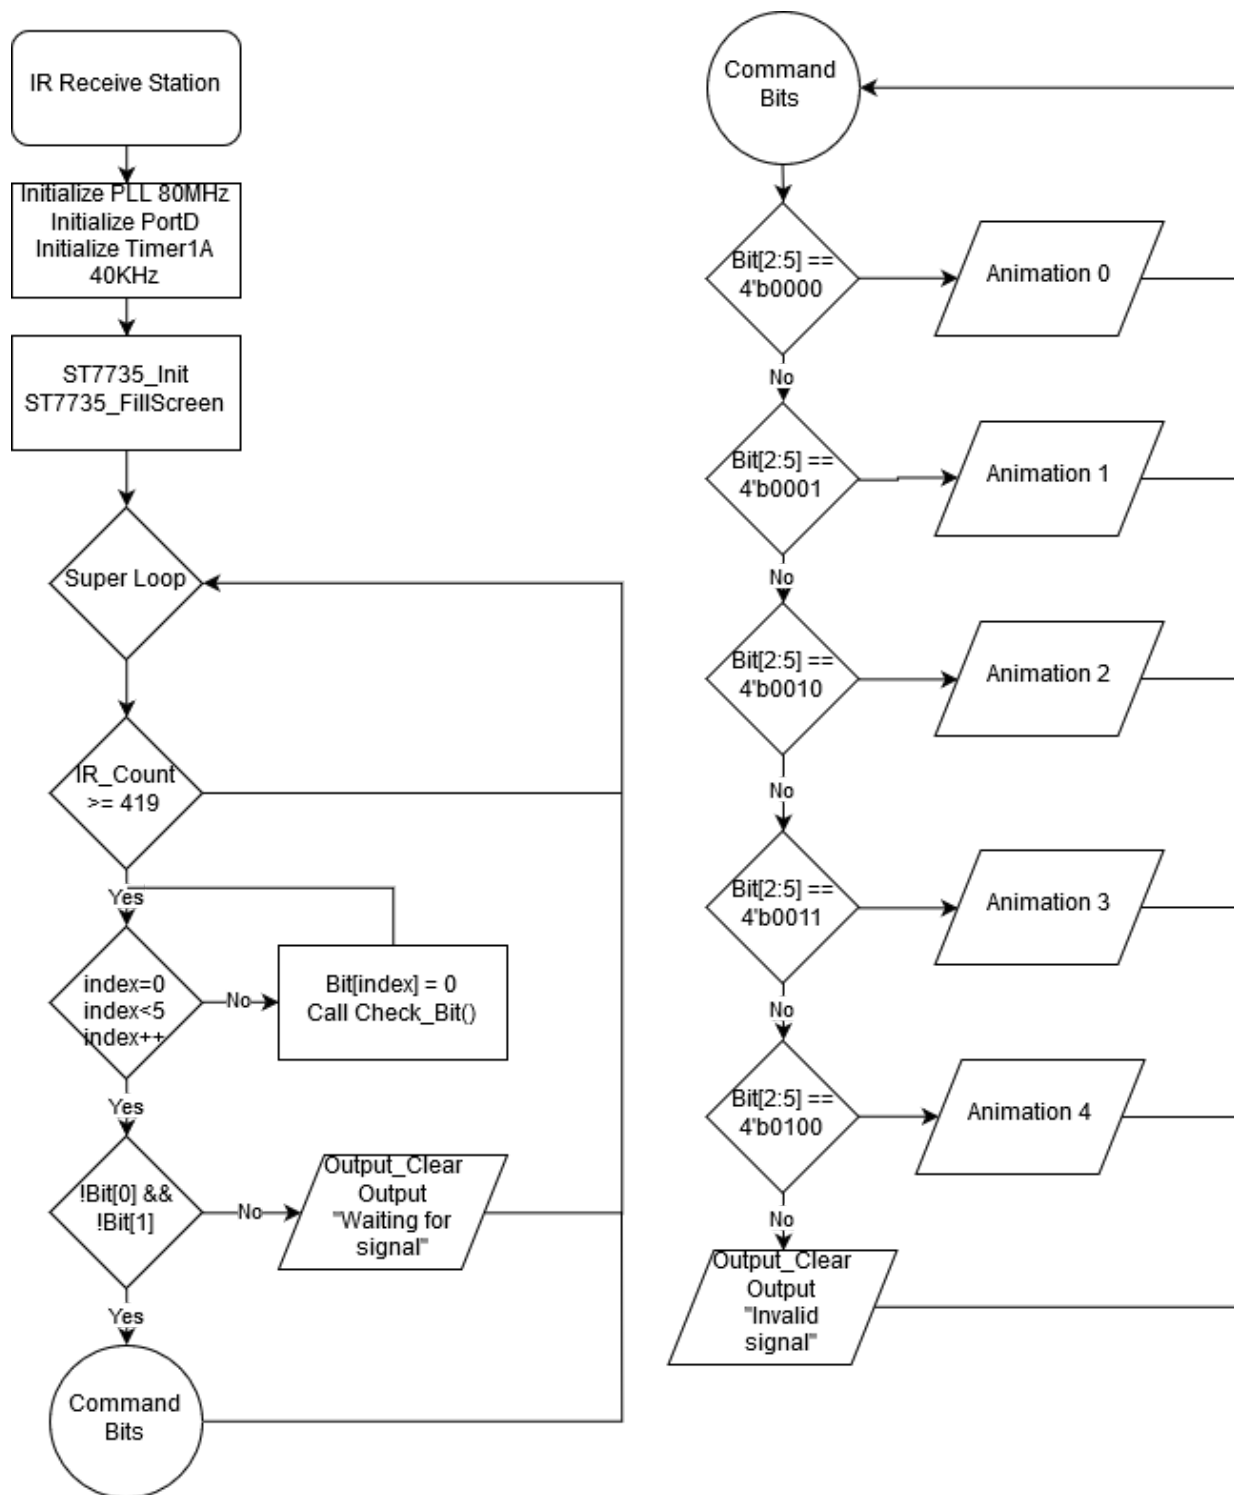 IR Receive Station
Initialize PLL 80MHz
Initialize PortD
Initialize Timer1A
40KHz
ST7735_Init
ST7735_FillScreen
Super Loop
IR_Count
>= 419
Yes
index=0
index<5
index++
No
Bit[index] = 0
Call Check_Bit()
Yes
!Bit[0] &&
!Bit[1]
No
Output_Clear
Output
"Waiting for
signal"
Yes
Command
Bits
Command
Bits
Bit[2:5] ==
4'b0000
Animation 0
No
Bit[2:5] ==
4'b0001
Animation 1
No
Bit[2:5] ==
4'b0010
Animation 2
No
Bit[2:5] ==
4'b0011
Animation 3
No
Bit[2:5] ==
4'b0100
Animation 4
No
Output_Clear
Output
"Invalid
signal"